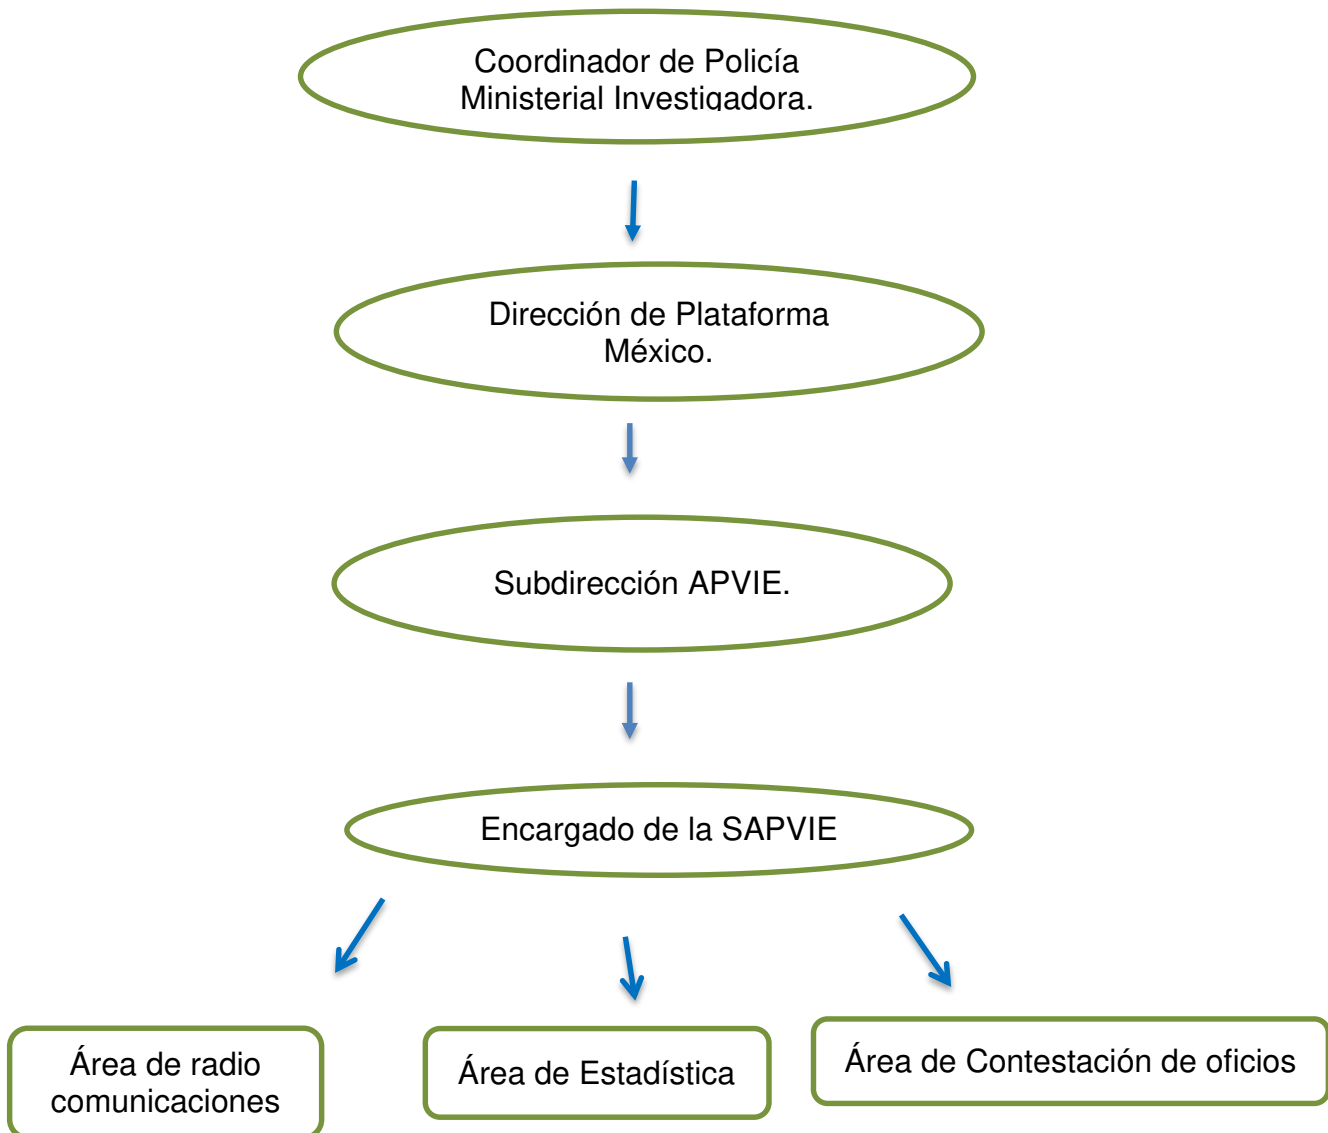 Coordinador de Policía
Ministerial Investigadora.
Dirección de Plataforma
México.
Subdirección APVIE.
Encargado de la SAPVIE
Área de radio
comunicaciones
Área de Estadística
Área de Contestación de oficios